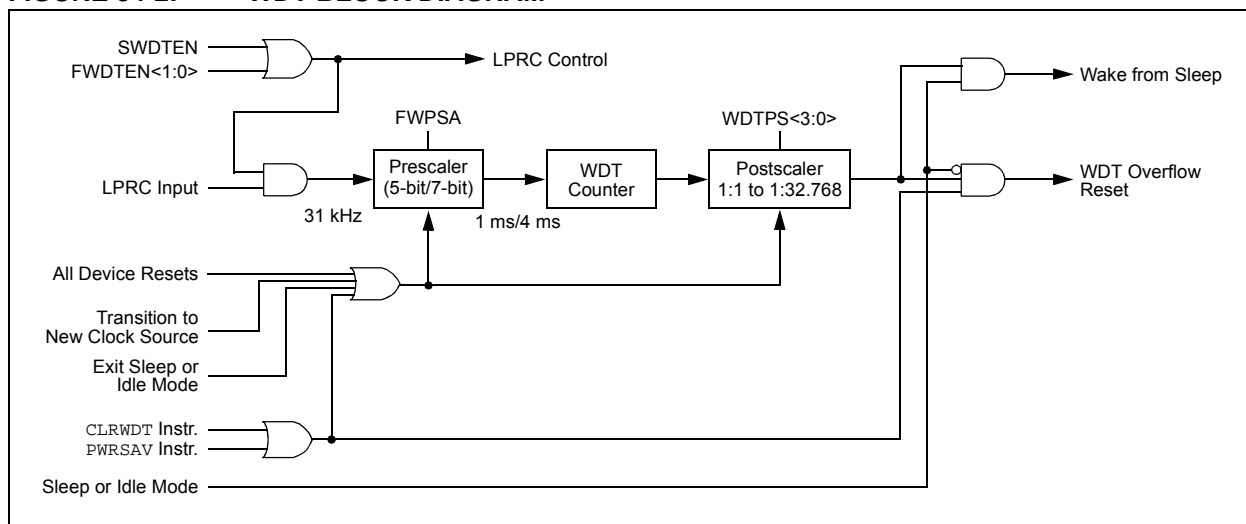 FIGURE WDT BLOCK DIAGRAM
SWDTEN
FWDTEN<1:0>
LPRC Control
Wake from Sleep
FWPSA
WDTPS<3:0>
LPRC Input
31 kHz
Prescaler
(5-bit/7-bit)
1 ms/4 ms
WDT
Counter
Postscaler
1:1 to 1:32.768
WDT Overflow
Reset
All Device Resets
Transition to
New Clock Source
Exit Sleep or
Idle Mode
CLRWDT Instr.
PWRSAV Instr.
Sleep or Idle Mode